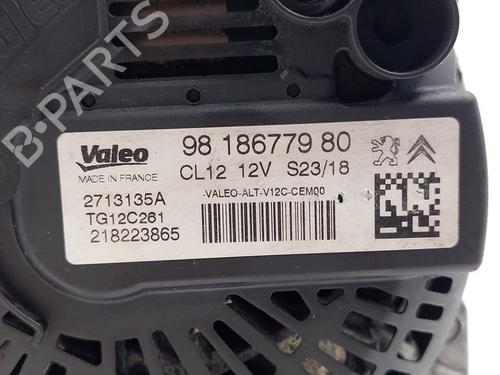 Valeo
MADE IN FRANCE
98 186779 80
CL12 12V S23/18
-VALEO-ALT-V12C-CEM00
2713135A
TG12C261
218223865
B-PARTS